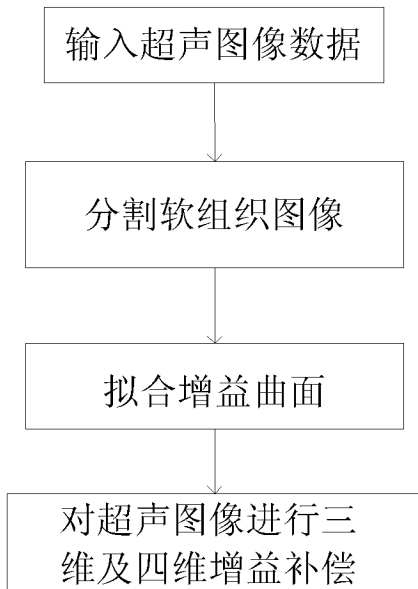 输入超声图像数据
分割软组织图像
拟合增益曲面
对超声图像进行三
维及四维增益补偿